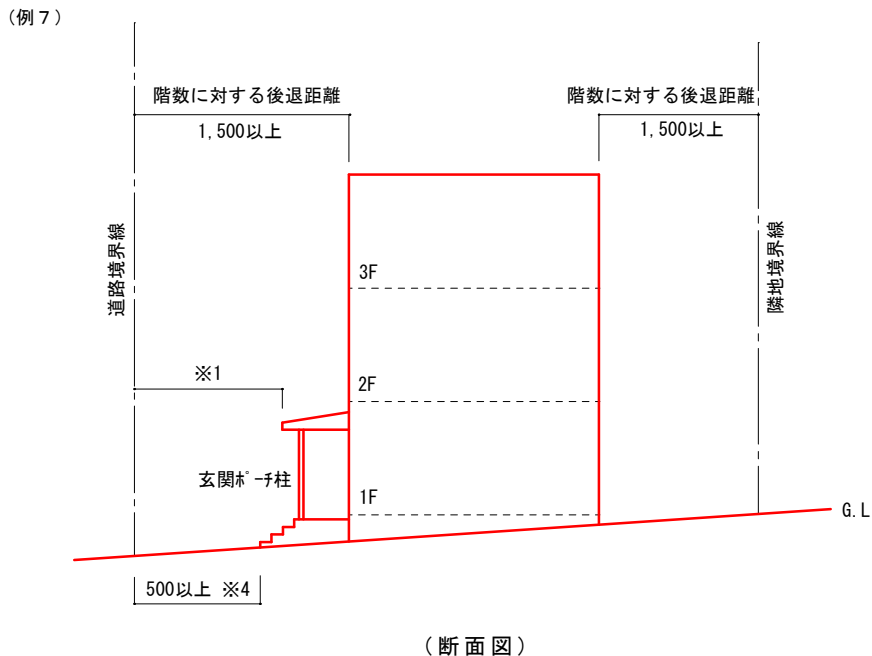 (例７)
階数に対する後退距離
1,500以上
階数に対する後退距離
1,500以上
道路境界線
隣地境界線
3F
※1
2F
玄関ﾎﾟｰﾁ柱
1F
G.L
500以上 ※4
(断面図)